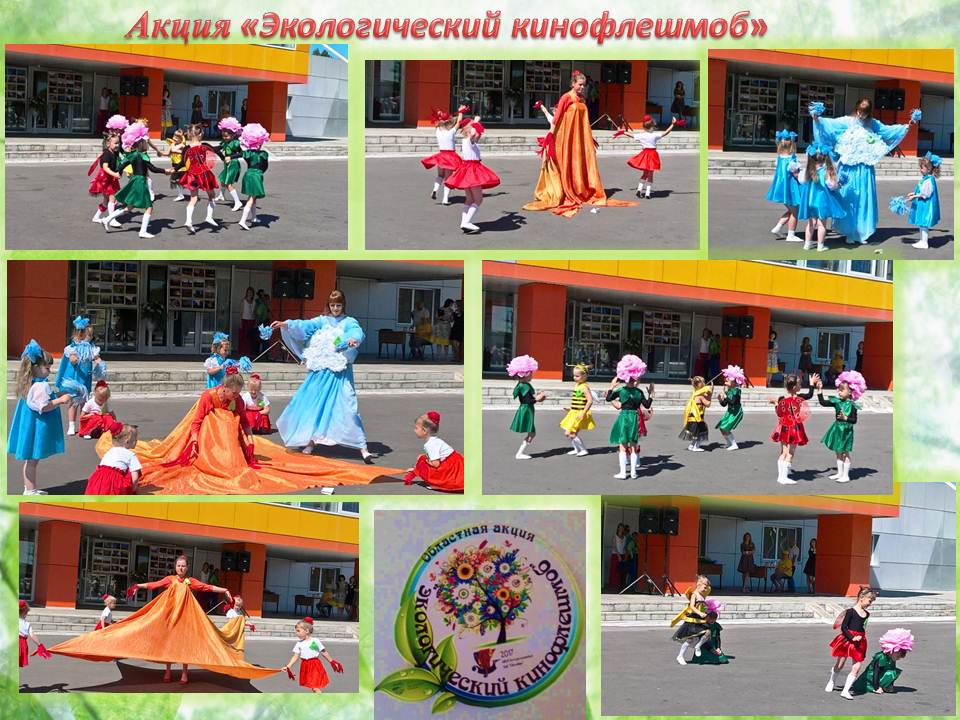 Акция «Экологический кинофлешмоб»
Областная акция
экологический кинофлешмоб
2017